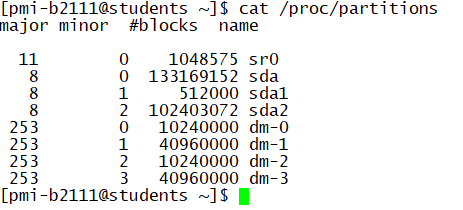 [pmi-b2111@students ~]$ cat /proc/partitions
major minor  #blocks  name

  11        0    1048575 sr0
   8        0  133169152 sda
   8        1     512000 sda1
   8        2  102403072 sda2
 253        0   10240000 dm-0
 253        1   40960000 dm-1
 253        2   10240000 dm-2
 253        3   40960000 dm-3
[pmi-b2111@students ~]$